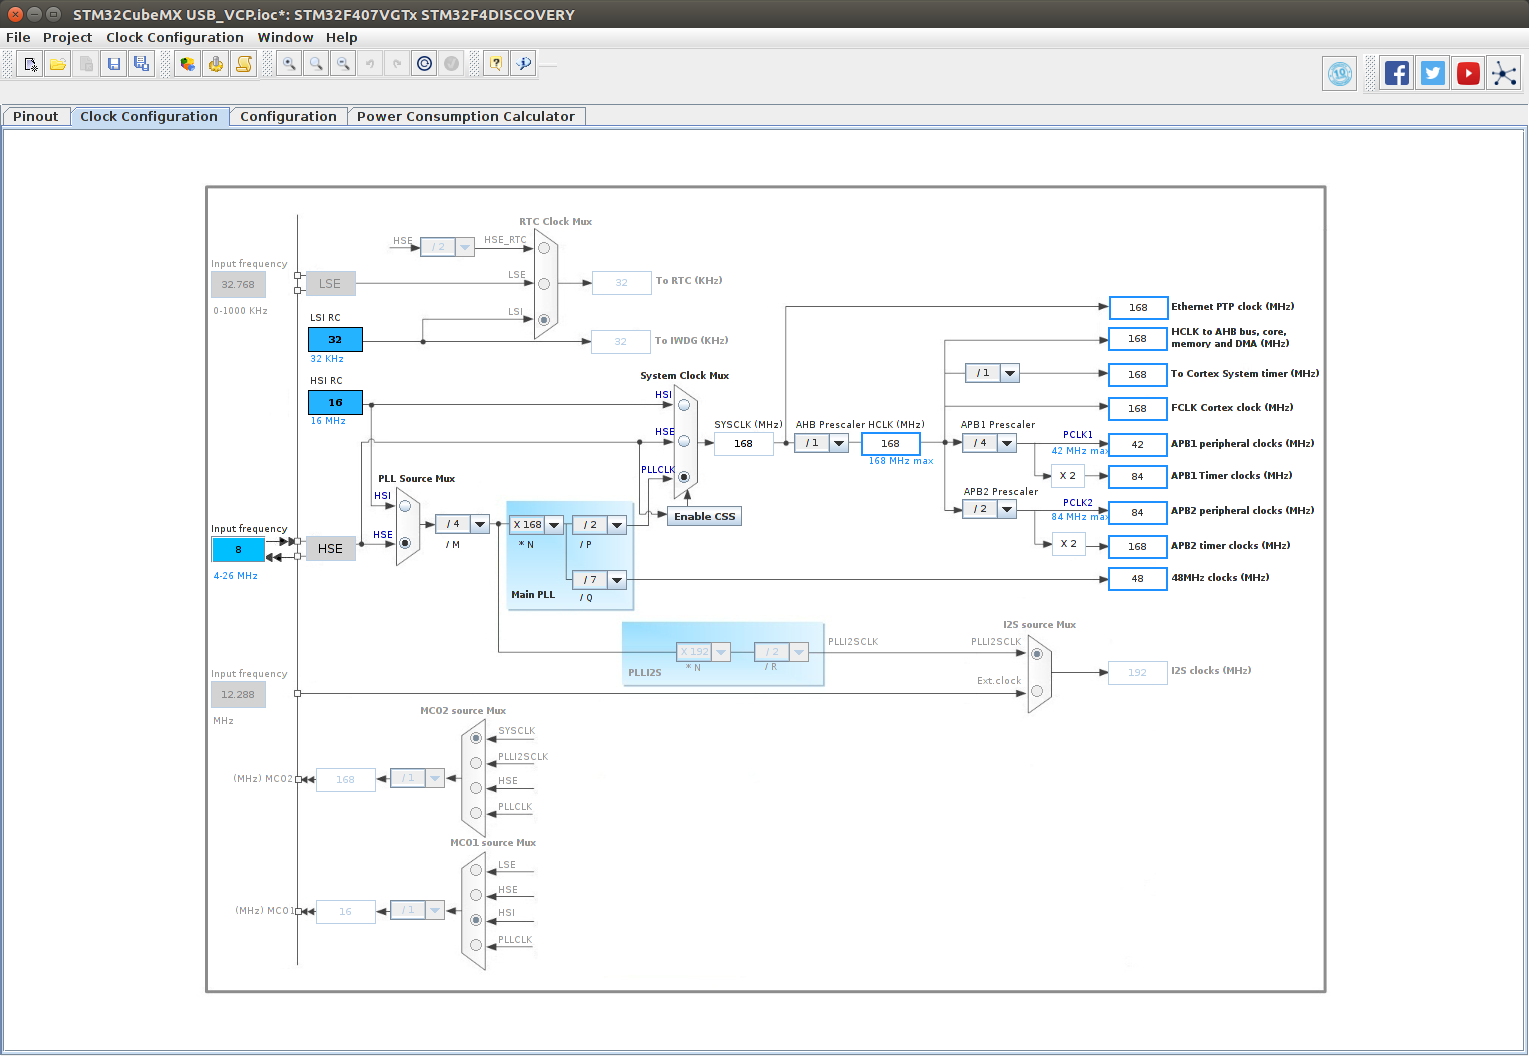 STM32CubeMX USB_VCP.ioc*: STM32F407VGTx STM32F4DISCOVERY
File Project Clock Configuration Window Help
10
Pinout Clock Configuration Configuration Power Consumption Calculator
RTC Clock Mux
HSE / 2 HSE_RTC
Input frequency
32.768 LSE LSE 32 To RTC (KHz)
0-1000 KHz
LSI RC LSI
32 32 To IWDG (KHz)
32 KHz
HSI RC
16
16 MHz
System Clock Mux
HSI
HSE
PLLCLK
Enable CSS
SYSCLK (MHz) AHB Prescaler HCLK (MHz)
168 / 1 168
168 MHz max
168 Ethernet PTP clock (MHz)
168 HCLK to AHB bus, core,
memory and DMA (MHz)
/ 1 168 To Cortex System timer (MHz)
168 FCLK Cortex clock (MHz)
APB1 Prescaler
/ 4 PCLK1 42 APB1 peripheral clocks (MHz)
42 MHz max
X 2 84 APB1 Timer clocks (MHz)
APB2 Prescaler
/ 2 PCLK2 84 APB2 peripheral clocks (MHz)
84 MHz max
X 2 168 APB2 timer clocks (MHz)
48 48MHz clocks (MHz)
PLL Source Mux
HSI
HSE
Input frequency
8 HSE
4-26 MHz
/ 4
/ M
X 168 / 2
* N / P
/ 7
Main PLL / Q
X 192 / 2 PLLI2SCLK
* N / R
PLLI2S
I2S source Mux
PLLI2SCLK
Ext.clock
192 I2S clocks (MHz)
Input frequency
12.288
MHz
MCO2 source Mux
SYSCLK
PLLI2SCLK
HSE
PLLCLK
(MHz) MCO2 168 / 1
MCO1 source Mux
LSE
HSE
HSI
PLLCLK
(MHz) MCO1 16 / 1